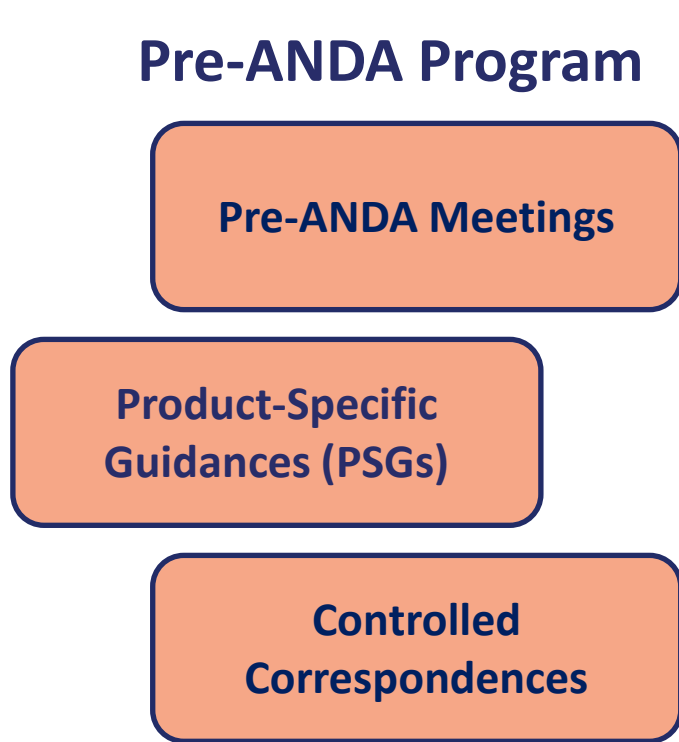 Pre-ANDA Program
Pre-ANDA Meetings
Product-Specific
Guidances (PSGs)
Controlled
Correspondences